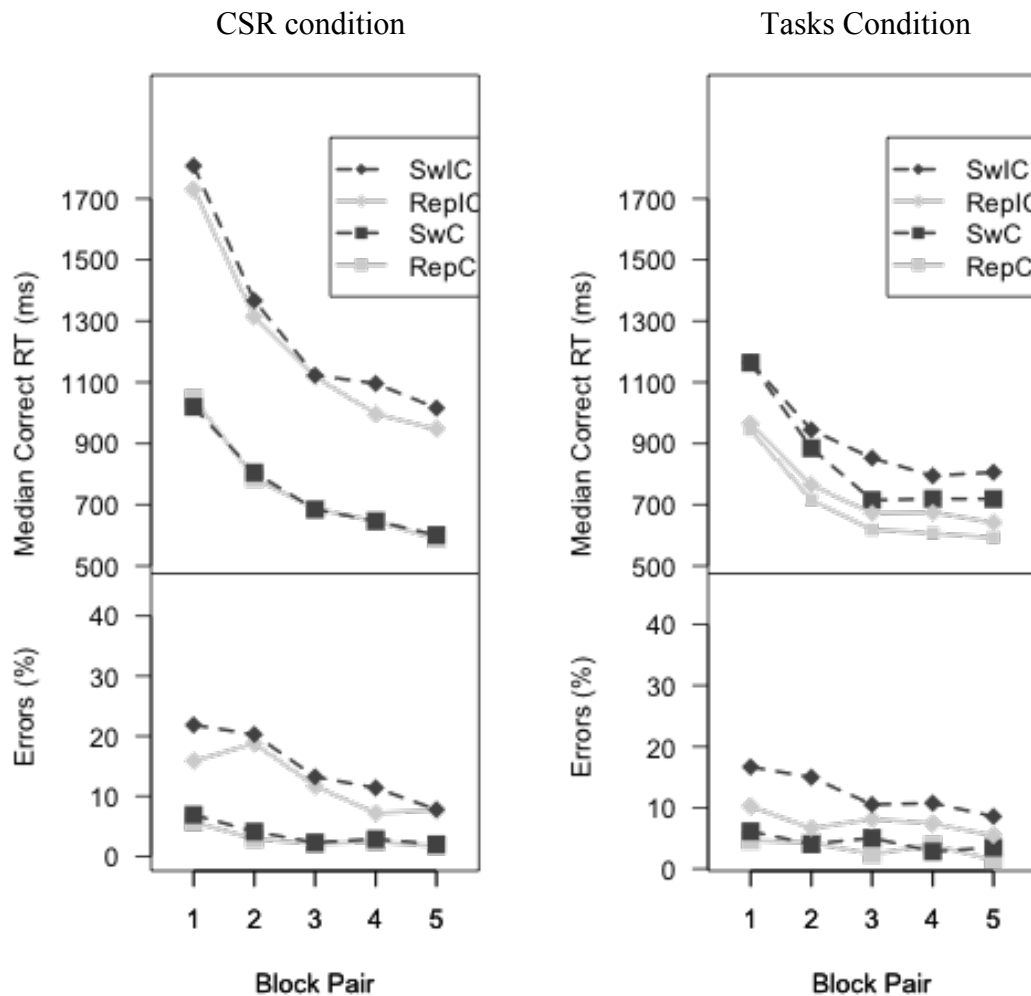 CSR condition
Tasks Condition
SwIC
RepIC
SwC
RepC
1700
1500
1300
1100
900
700
500
Median Correct RT (ms)
40
30
20
10
0
Errors (%)
1 2 3 4 5
Block Pair
SwIC
RepIC
SwC
RepC
1700
1500
1300
1100
900
700
500
Median Correct RT (ms)
40
30
20
10
0
Errors (%)
1 2 3 4 5
Block Pair